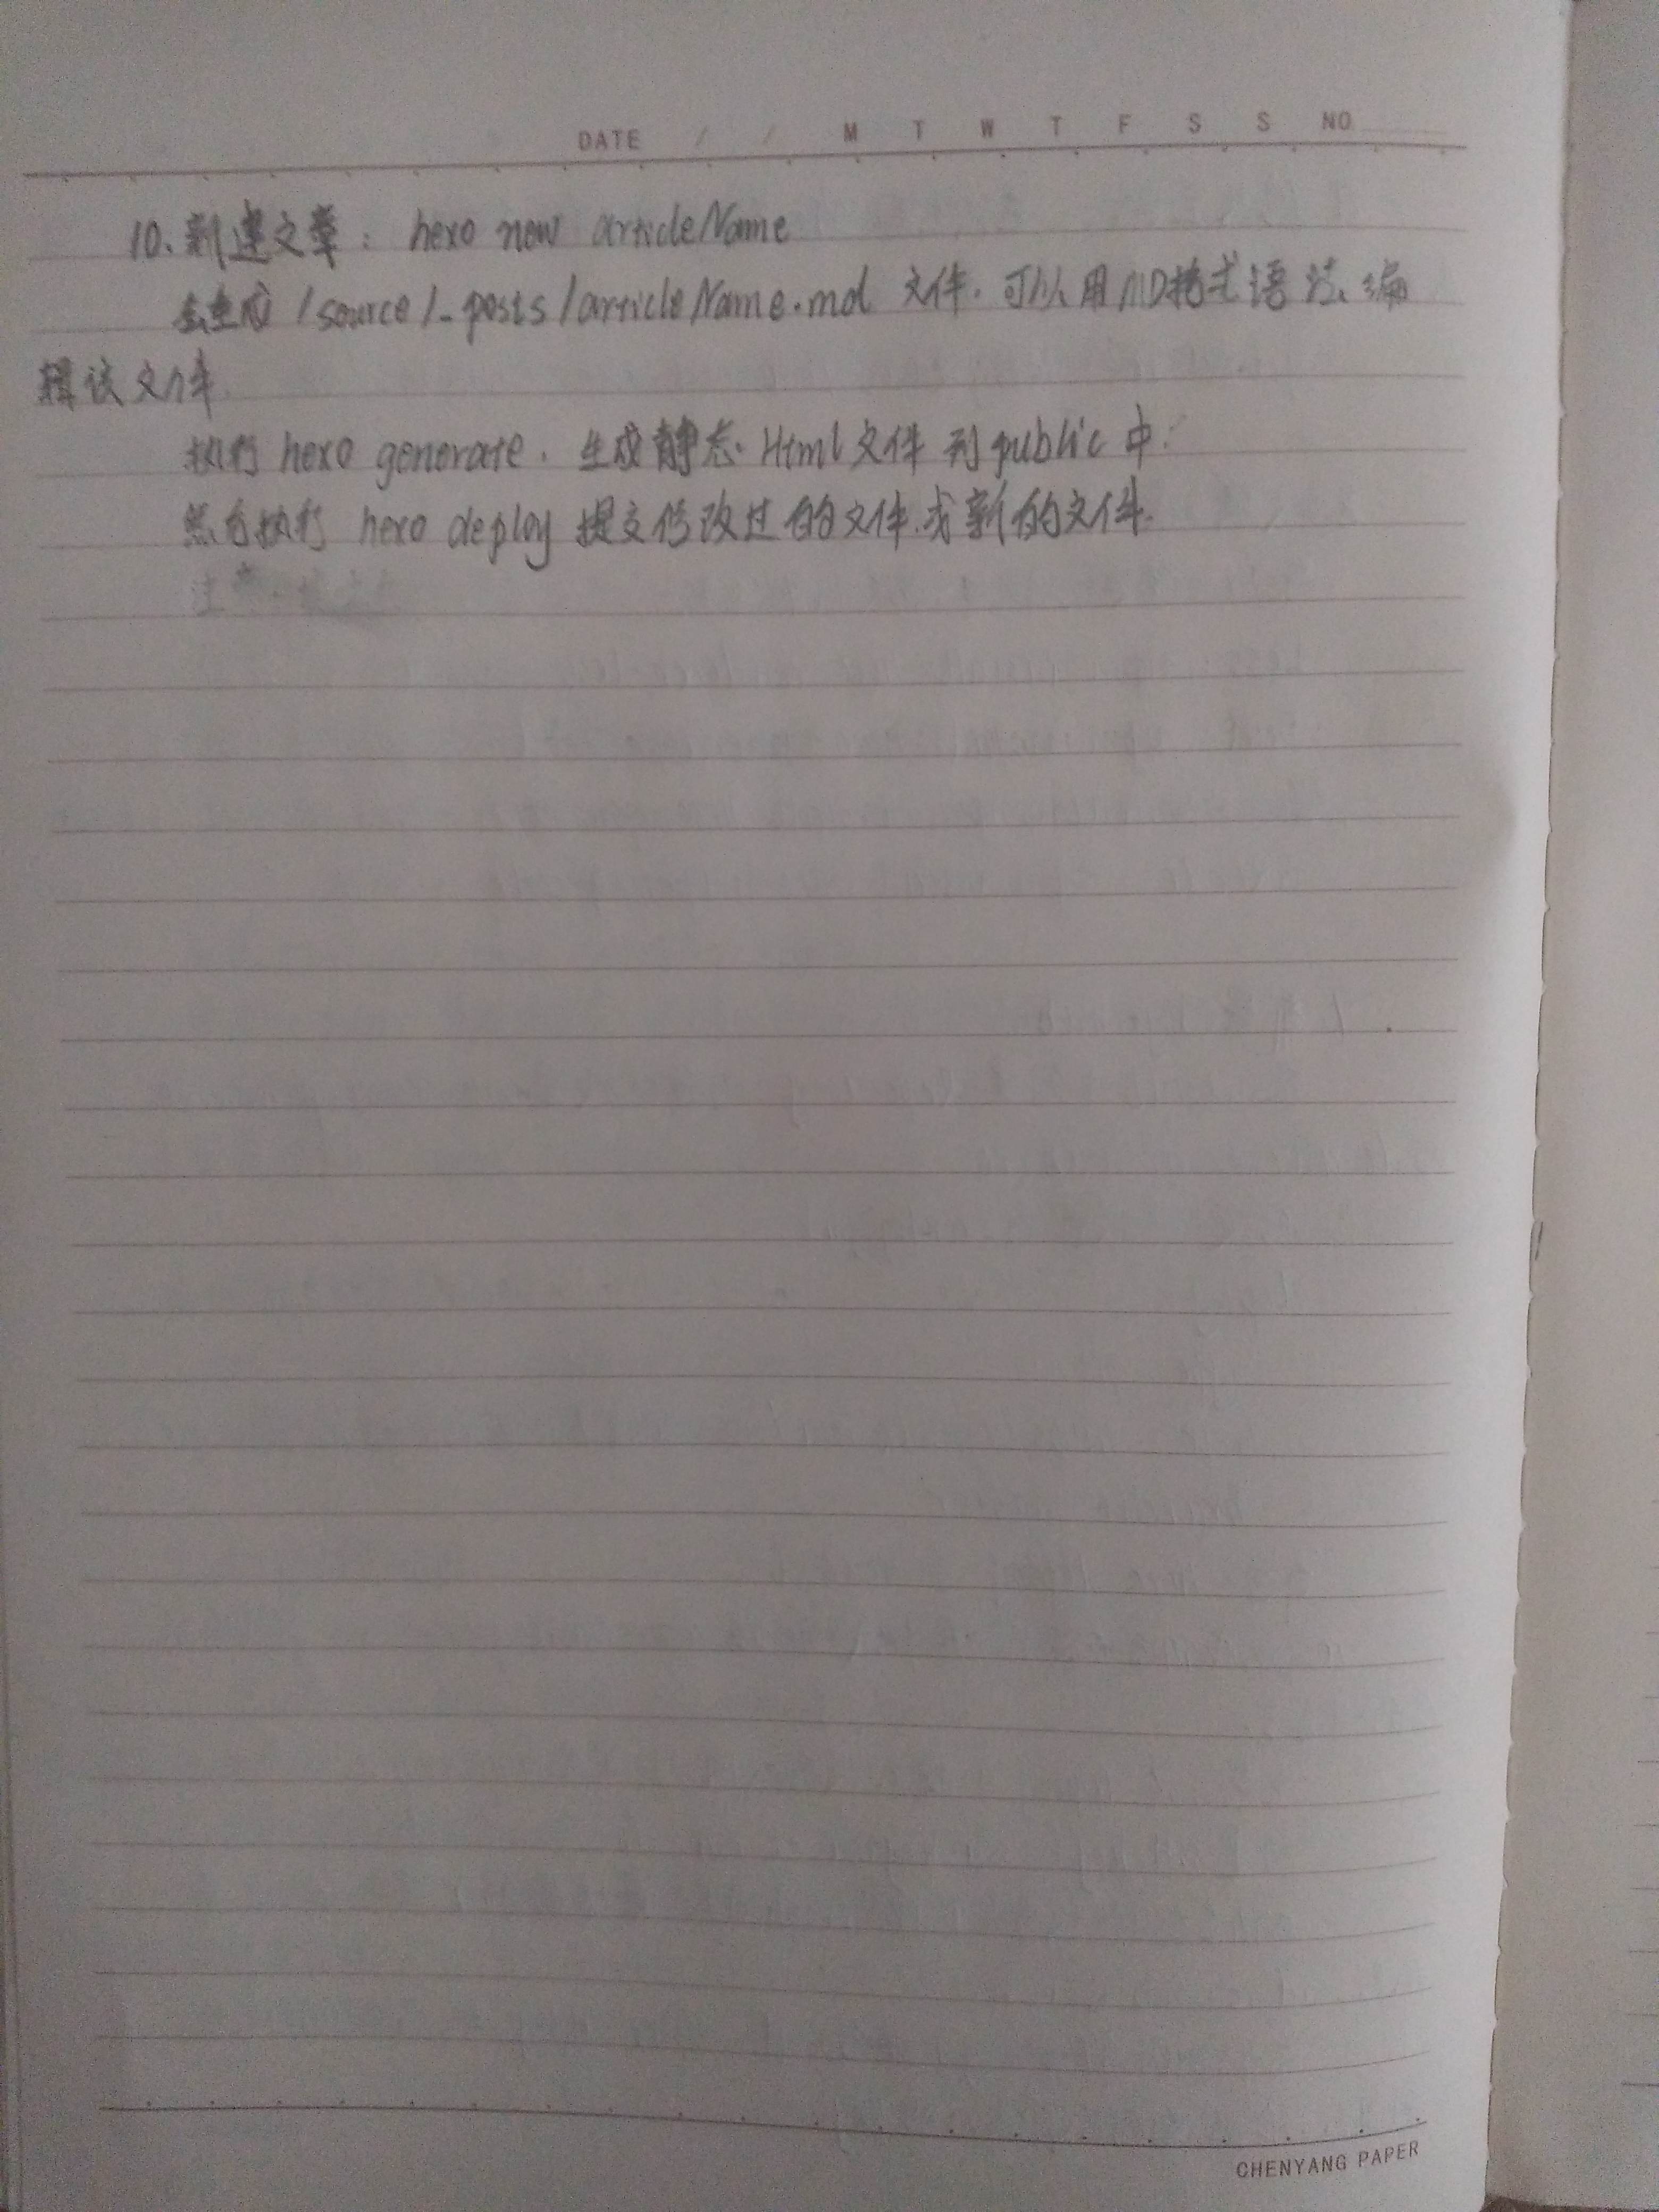 DATE / / M T W T F S S NO
10. 新建文章: hexo new articleName
会生成 /source/_posts/articleName.md 文件. 可以用MD格式语法编
辑该文件
执行 hexo generate. 生成静态 Html文件 到public中.
然后执行 hexo deploy 提交修改过的文件或新的文件.
CHENYANG PAPER